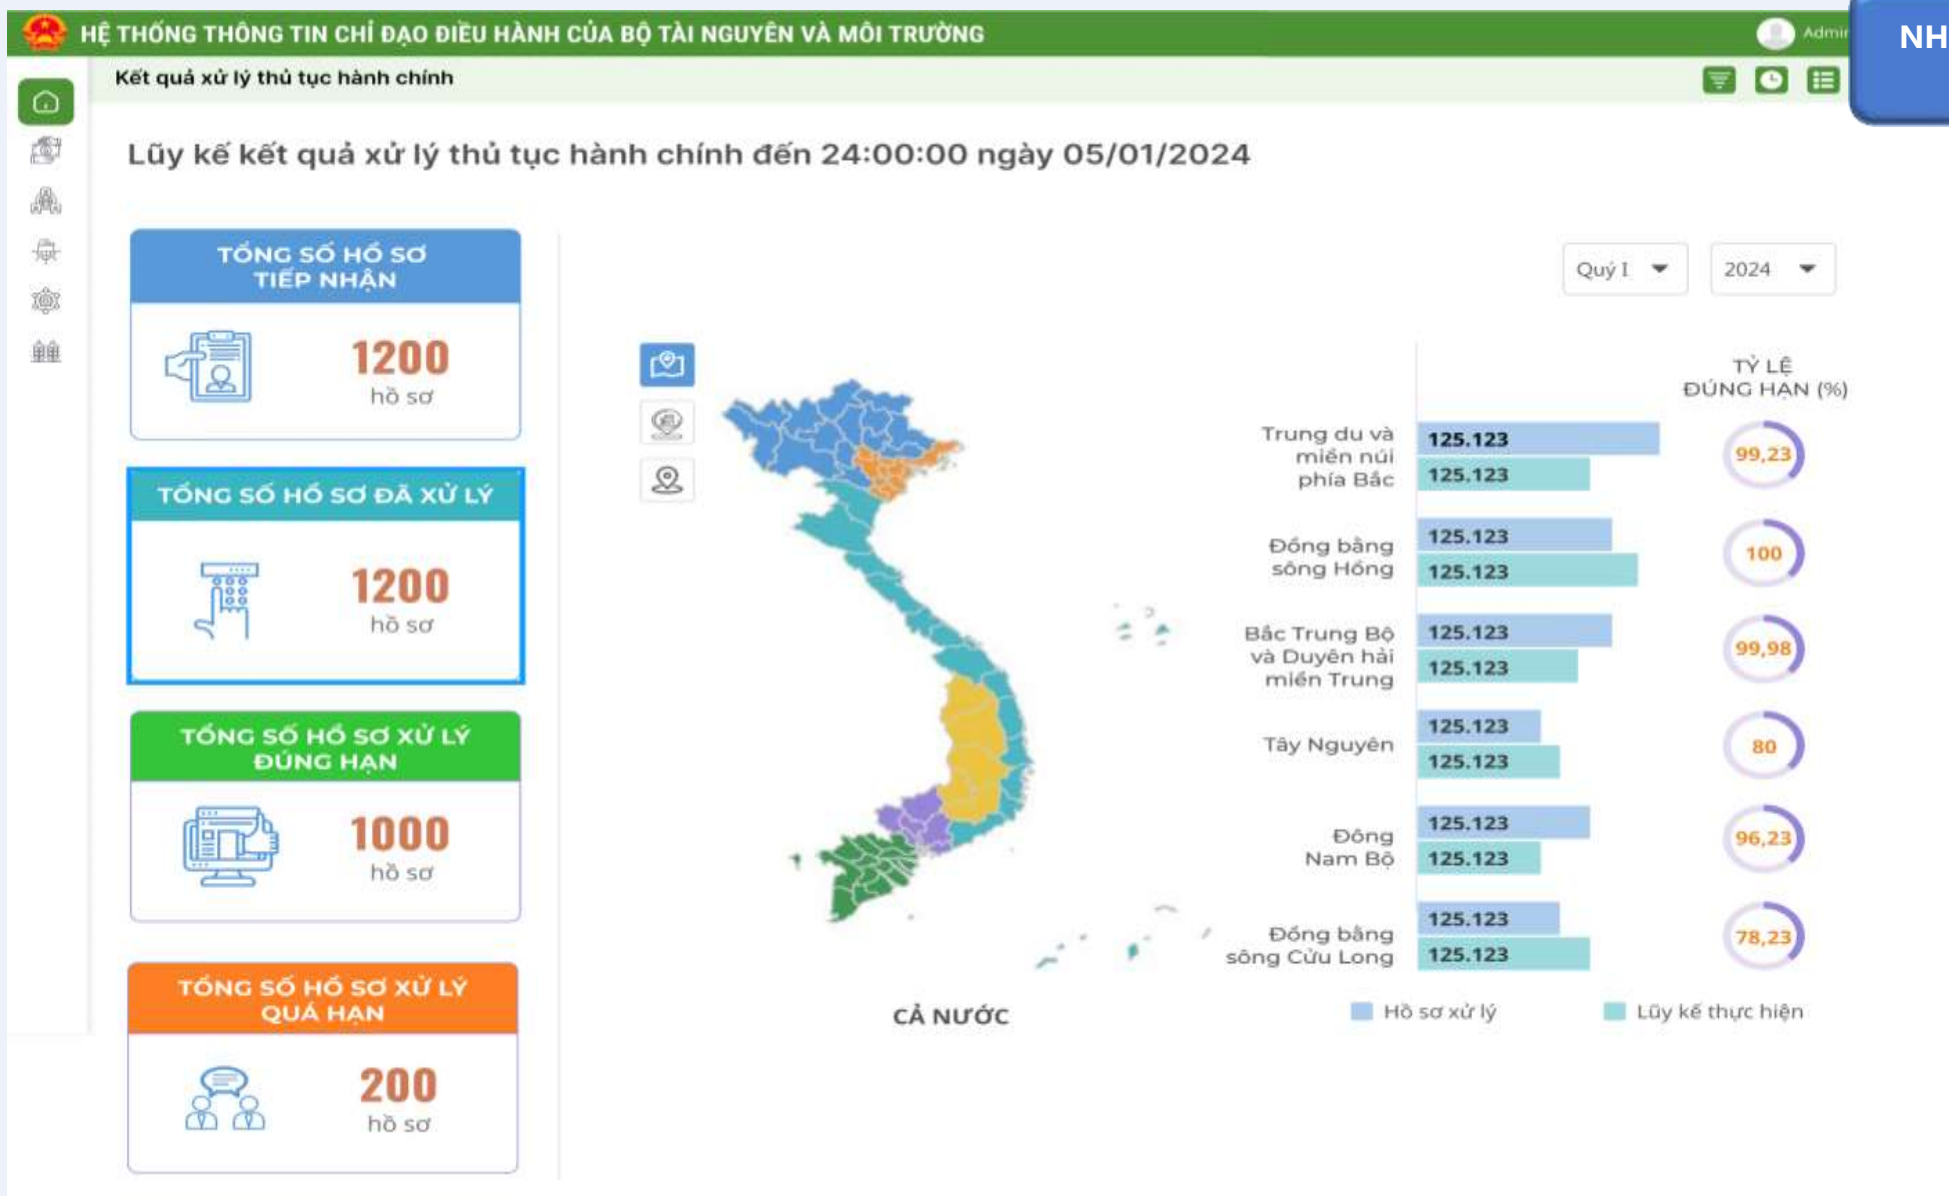 HỆ THỐNG THÔNG TIN CHỈ ĐẠO ĐIỀU HÀNH CỦA BỘ TÀI NGUYÊN VÀ MÔI TRƯỜNG
Kết quả xử lý thủ tục hành chính
Lũy kế kết quả xử lý thủ tục hành chính đến 24:00:00 ngày 05/01/2024
TỔNG SỐ HỒ SƠ
TIẾP NHẬN
1200
hồ sơ
TỔNG SỐ HỒ SƠ ĐÃ XỬ LÝ
1200
hồ sơ
TỔNG SỐ HỒ SƠ XỬ LÝ
ĐÚNG HẠN
1000
hồ sơ
TỔNG SỐ HỒ SƠ XỬ LÝ
QUÁ HẠN
200
hồ sơ
CẢ NƯỚC
Quý I
2024
TỶ LỆ
ĐÚNG HẠN (%)
Trung du và
miền núi
phía Bắc
125.123
125.123
99,23
Đồng bằng
sông Hồng
125.123
125.123
100
Bắc Trung Bộ
và Duyên hải
miền Trung
125.123
125.123
99,98
Tây Nguyên
125.123
125.123
80
Đông
Nam Bộ
125.123
125.123
96,23
Đồng bằng
sông Cửu Long
125.123
125.123
78,23
Hồ sơ xử lý
Lũy kế thực hiện